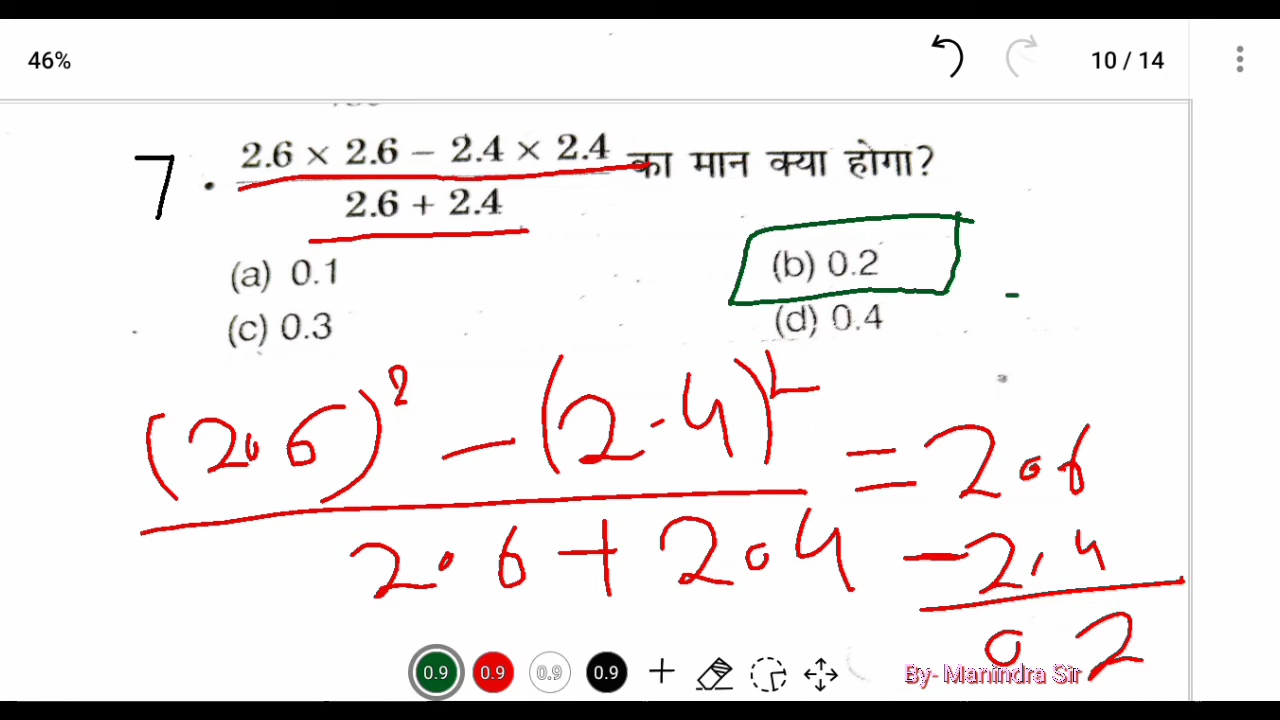 46%
10 / 14
7. 2.6 × 2.6 − 2.4 × 2.4 का मान क्या होगा?
2.6 + 2.4
(a) 0.1
(b) 0.2
(c) 0.3
(d) 0.4
(2.6)² − (2.4)² = 2.6
2.6 + 2.4 − 2.4
0 2
0.9 0.9 0.9 0.9
By- Manindra Sir